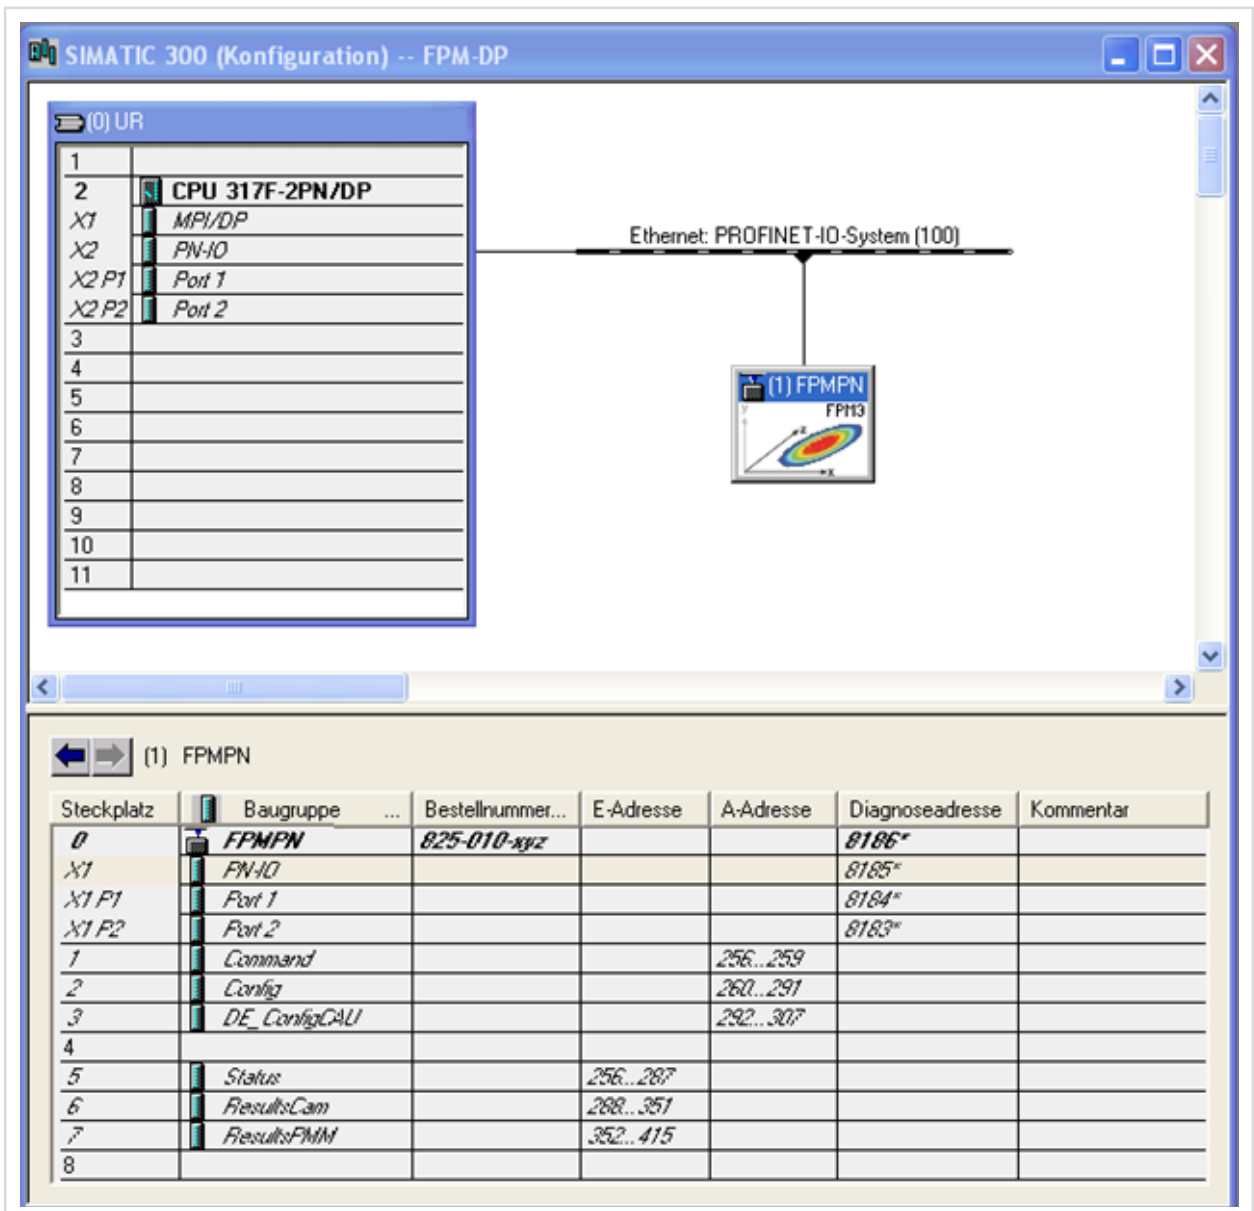 SIMATIC 300 (Konfiguration) -- FPM-DP
(0) UR
1
2 CPU 317F-2PN/DP
X1 MPI/DP
X2 PN-IO
X2 P1 Port 1
X2 P2 Port 2
3
4
5
6
7
8
9
10
11
Ethernet: PROFINET-IO-System (100)
(1) FPMPN
FPM3
y
z
x
(1) FPMPN
Steckplatz Baugruppe ... Bestellnummer... E-Adresse A-Adresse Diagnoseadresse Kommentar
0 FPMPN 825-010-xyz 8186*
X1 PN-IO 8185*
X1 P1 Port 1 8184*
X1 P2 Port 2 8183*
1 Command 256...259
2 Config 260...291
3 DE_ConfigCAU 292...307
4
5 Status 256...287
6 ResultsCam 288...351
7 ResultsPMM 352...415
8